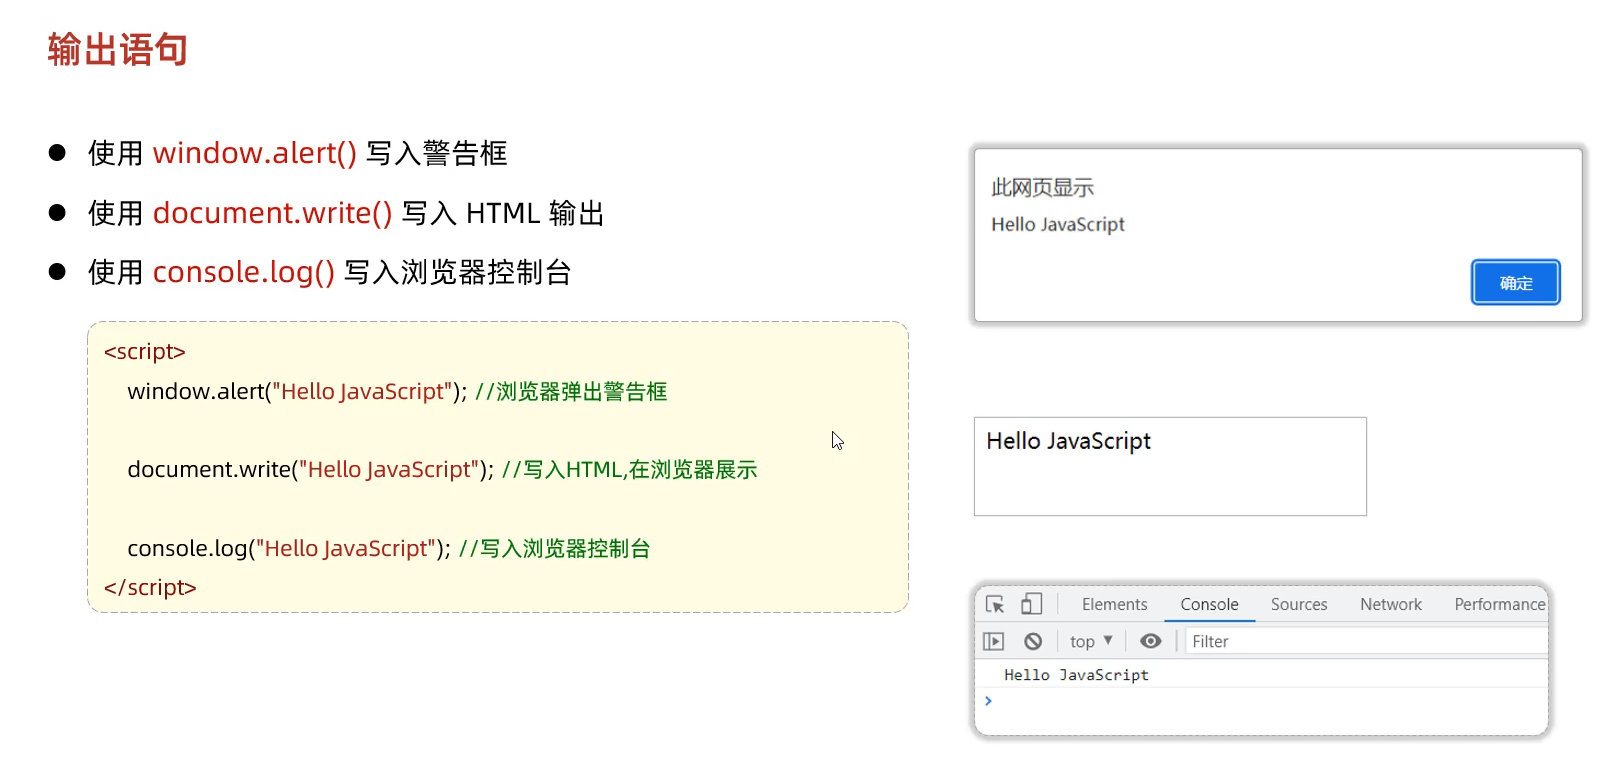 输出语句
使用 window.alert() 写入警告框
使用 document.write() 写入 HTML 输出
使用 console.log() 写入浏览器控制台
<script>
window.alert("Hello JavaScript"); //浏览器弹出警告框
document.write("Hello JavaScript"); //写入HTML,在浏览器展示
console.log("Hello JavaScript"); //写入浏览器控制台
</script>
此网页显示
Hello JavaScript
确定
Hello JavaScript
Elements Console Sources Network Performance
top Filter
Hello JavaScript